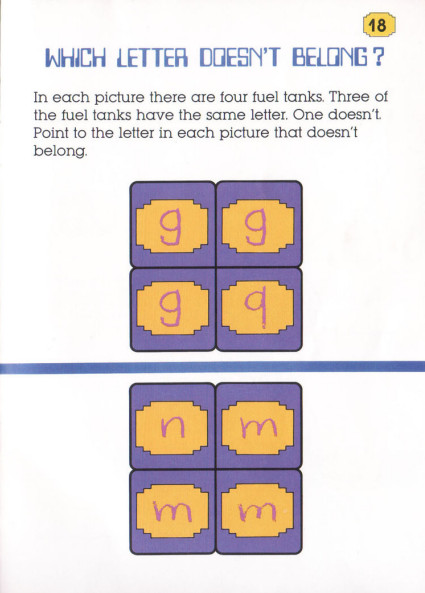 18
WHICH LETTER DOESN'T BELONG?
In each picture there are four fuel tanks. Three of
the fuel tanks have the same letter. One doesn't.
Point to the letter in each picture that doesn't
belong.
g g
g q
n m
m m